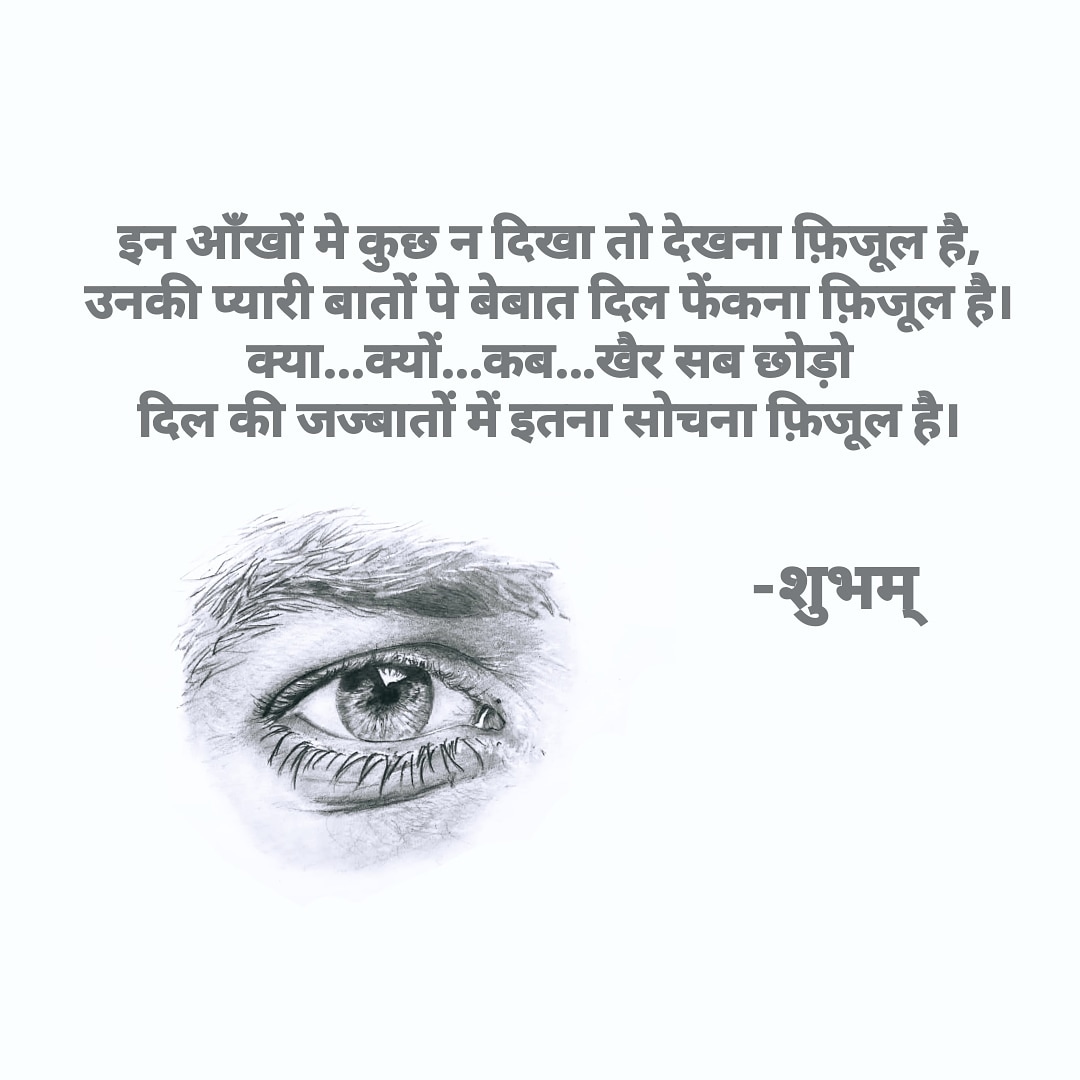 इन आँखों मे कुछ न दिखा तो देखना फ़िजूल है,
उनकी प्यारी बातों पे बेबात दिल फेंकना फ़िजूल है।
क्या...क्यों...कब...खैर सब छोड़ो
दिल की जज्बातों में इतना सोचना फ़िजूल है।
-शुभम्